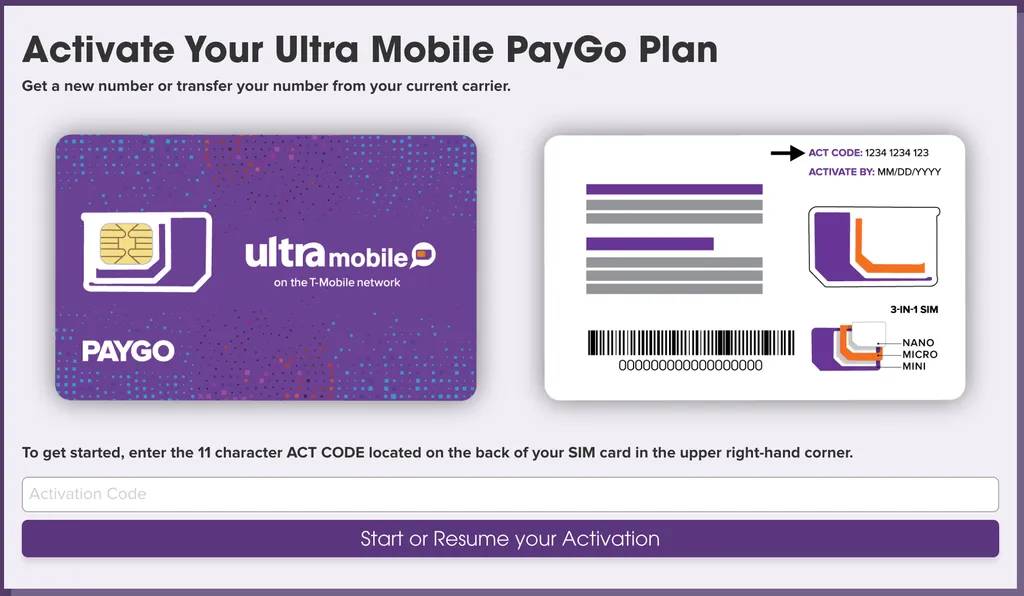 Activate Your Ultra Mobile PayGo Plan
Get a new number or transfer your number from your current carrier.
ultra mobile
on the T-Mobile network
PAYGO
ACT CODE: 1234 1234 123
ACTIVATE BY: MM/DD/YYYY
3-IN-1 SIM
NANO
MICRO
MINI
0000000000000000000
To get started, enter the 11 character ACT CODE located on the back of your SIM card in the upper right-hand corner.
Activation Code
Start or Resume your Activation